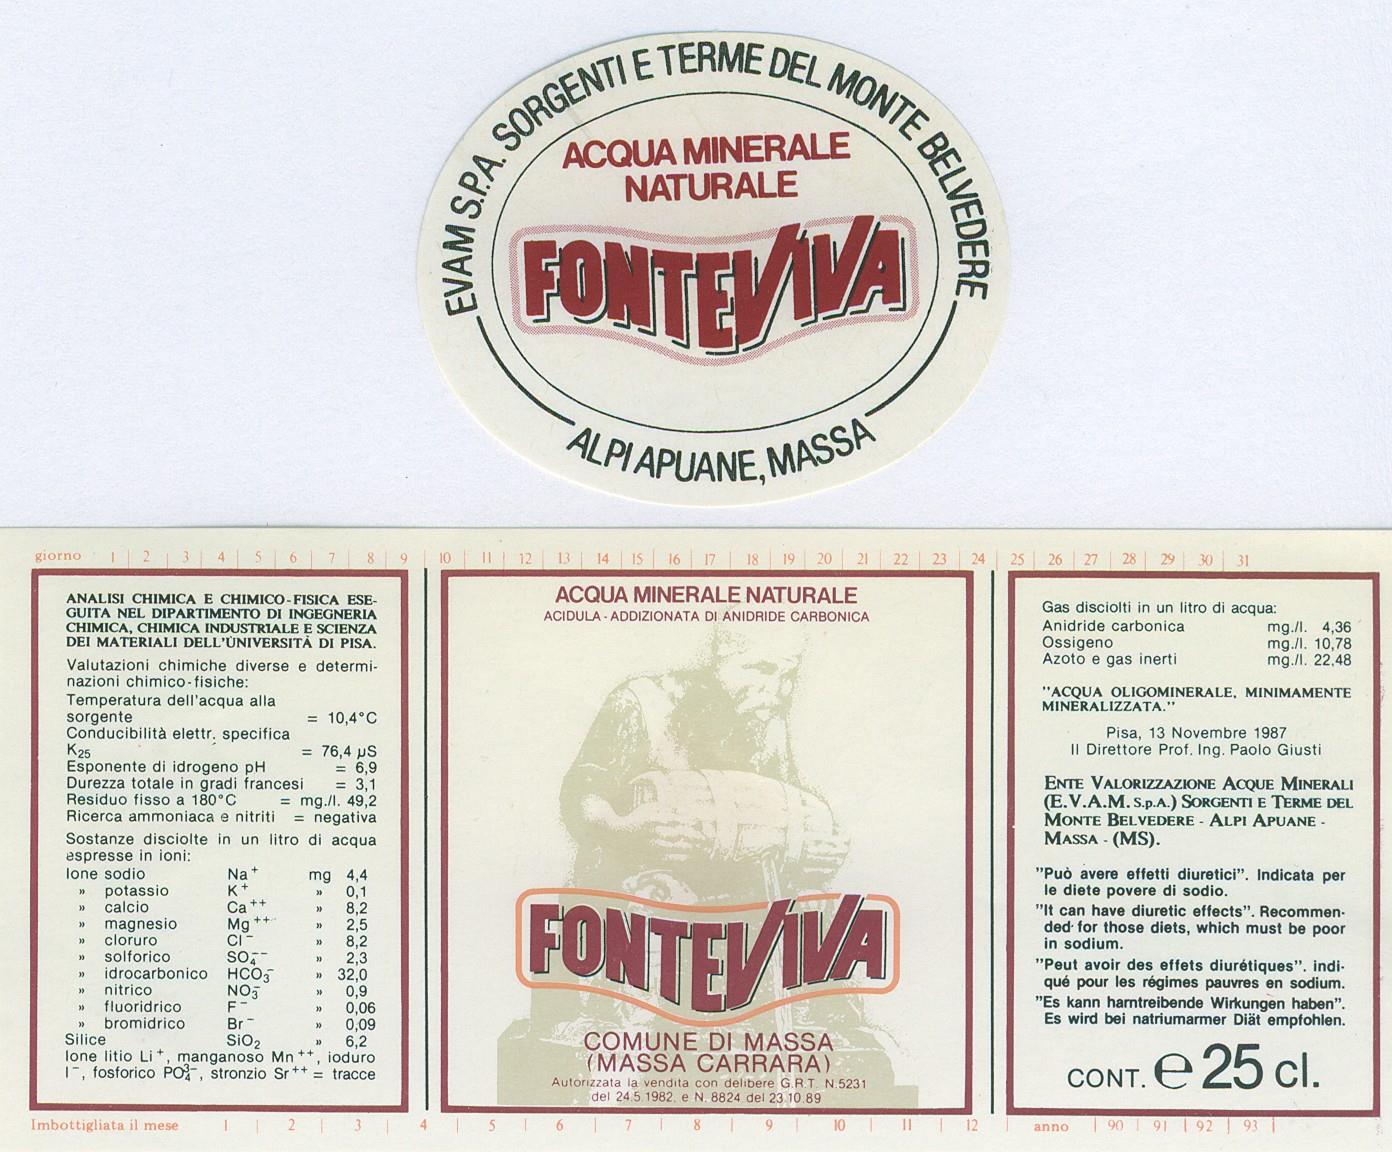 EVAM S.P.A. SORGENTI E TERME DEL MONTE BELVEDERE
ACQUA MINERALE
NATURALE
FONTEVIVA
ALPI APUANE, MASSA
giorno 1 2 3 4 5 6 7 8 9 10 11 12 13 14 15 16 17 18 19 20 21 22 23 24 25 26 27 28 29 30 31
ANALISI CHIMICA E CHIMICO-FISICA ESE-
GUITA NEL DIPARTIMENTO DI INGEGNERIA
CHIMICA, CHIMICA INDUSTRIALE E SCIENZA
DEI MATERIALI DELL'UNIVERSITÀ DI PISA.
Valutazioni chimiche diverse e determi-
nazioni chimico-fisiche:
Temperatura dell'acqua alla
sorgente = 10,4°C
Conducibilità elettr. specifica
K25 = 76,4 µS
Esponente di idrogeno pH = 6,9
Durezza totale in gradi francesi = 3,1
Residuo fisso a 180°C = mg./l. 49,2
Ricerca ammoniaca e nitriti = negativa
Sostanze disciolte in un litro di acqua
espresse in ioni:
Ione sodio Na+ mg 4,4
» potassio K+ » 0,1
» calcio Ca++ » 8,2
» magnesio Mg++ » 2,5
» cloruro Cl− » 8,2
» solforico SO4−− » 2,3
» idrocarbonico HCO3− » 32,0
» nitrico NO3− » 0,9
» fluoridrico F− » 0,06
» bromidrico Br− » 0,09
Silice SiO2 » 6,2
Ione litio Li+, manganoso Mn++, ioduro
I−, fosforico PO43−, stronzio Sr++ = tracce
ACQUA MINERALE NATURALE
ACIDULA - ADDIZIONATA DI ANIDRIDE CARBONICA
FONTEVIVA
COMUNE DI MASSA
(MASSA CARRARA)
Autorizzata la vendita con delibere G.R.T. N.5231
del 24.5.1982, e N. 8824 del 23.10.89
Gas disciolti in un litro di acqua:
Anidride carbonica mg./l. 4,36
Ossigeno mg./l. 10,78
Azoto e gas inerti mg./l. 22,48
"ACQUA OLIGOMINERALE, MINIMAMENTE
MINERALIZZATA."
Pisa, 13 Novembre 1987
Il Direttore Prof. Ing. Paolo Giusti
ENTE VALORIZZAZIONE ACQUE MINERALI
(E.V.A.M. S.p.A.) SORGENTI E TERME DEL
MONTE BELVEDERE - ALPI APUANE -
MASSA - (MS).
"Può avere effetti diuretici". Indicata per
le diete povere di sodio.
"It can have diuretic effects". Recommen-
ded for those diets, which must be poor
in sodium.
"Peut avoir des effets diurétiques". indi-
qué pour les régimes pauvres en sodium.
"Es kann harntreibende Wirkungen haben".
Es wird bei natriumarmer Diät empfohlen.
CONT. ℮ 25 cl.
Imbottigliata il mese 1 2 3 4 5 6 7 8 9 10 11 12 anno 90 91 92 93